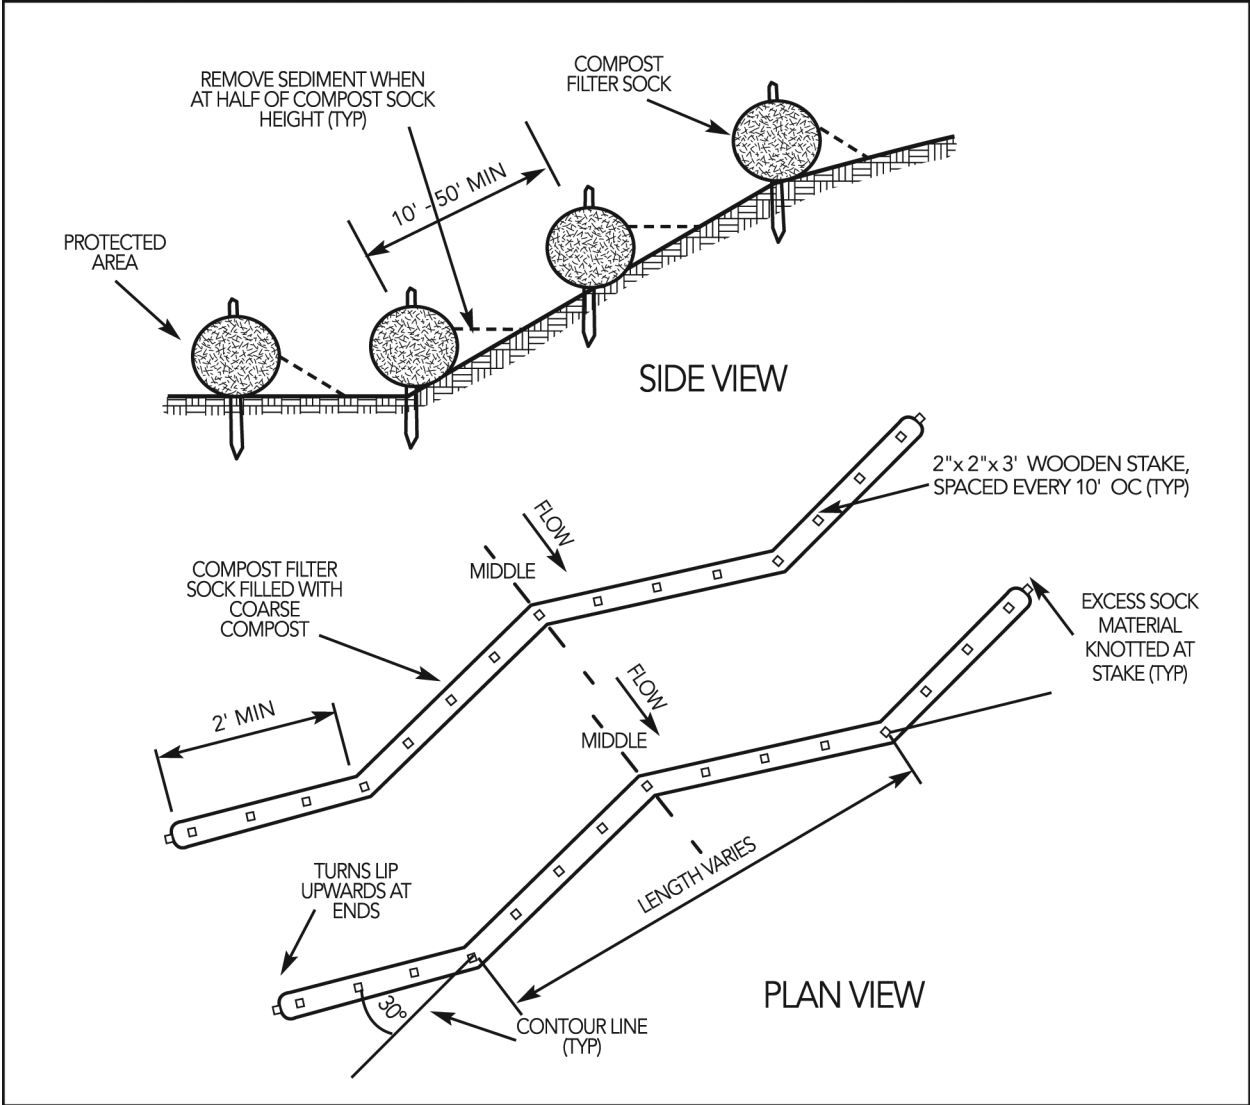 REMOVE SEDIMENT WHEN
AT HALF OF COMPOST SOCK
HEIGHT (TYP)
COMPOST
FILTER SOCK
10' - 50' MIN
PROTECTED
AREA
SIDE VIEW
2"x 2"x 3' WOODEN STAKE,
SPACED EVERY 10' OC (TYP)
FLOW
MIDDLE
COMPOST FILTER
SOCK FILLED WITH
COARSE
COMPOST
EXCESS SOCK
MATERIAL
KNOTTED AT
STAKE (TYP)
2' MIN
FLOW
MIDDLE
LENGTH VARIES
TURNS LIP
UPWARDS AT
ENDS
PLAN VIEW
30°
CONTOUR LINE
(TYP)